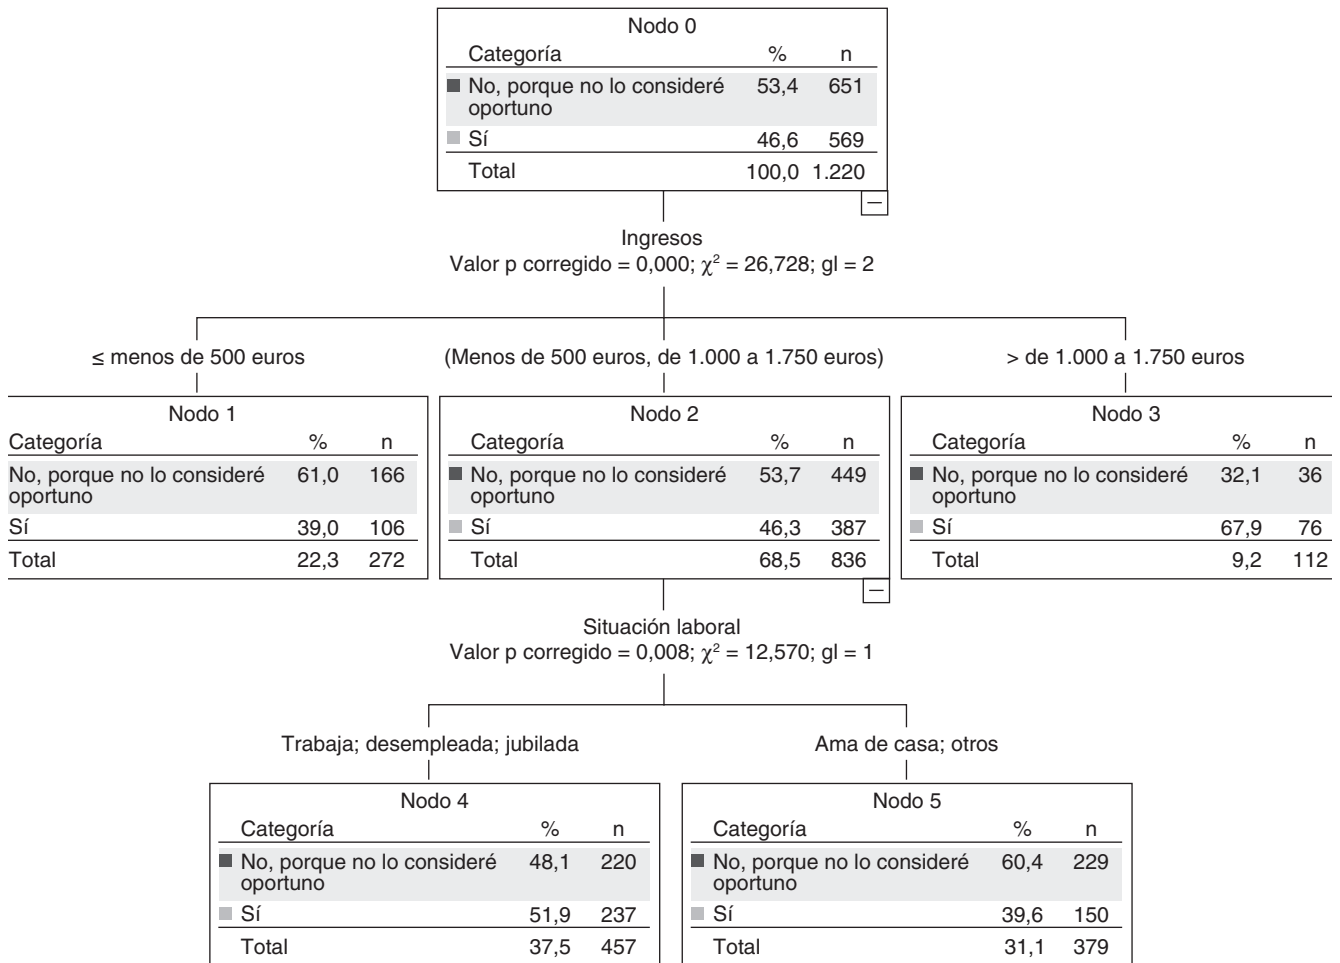 Nodo 0
Categoría % n
No, porque no lo consideré 53,4 651
oportuno
Sí 46,6 569
Total 100,0 1.220
Ingresos
Valor p corregido = 0,000; χ² = 26,728; gl = 2
≤ menos de 500 euros
(Menos de 500 euros, de 1.000 a 1.750 euros)
> de 1.000 a 1.750 euros
Nodo 1
Categoría % n
No, porque no lo consideré 61,0 166
oportuno
Sí 39,0 106
Total 22,3 272
Nodo 2
Categoría % n
No, porque no lo consideré 53,7 449
oportuno
Sí 46,3 387
Total 68,5 836
Nodo 3
Categoría % n
No, porque no lo consideré 32,1 36
oportuno
Sí 67,9 76
Total 9,2 112
Situación laboral
Valor p corregido = 0,008; χ² = 12,570; gl = 1
Trabaja; desempleada; jubilada
Ama de casa; otros
Nodo 4
Categoría % n
No, porque no lo consideré 48,1 220
oportuno
Sí 51,9 237
Total 37,5 457
Nodo 5
Categoría % n
No, porque no lo consideré 60,4 229
oportuno
Sí 39,6 150
Total 31,1 379